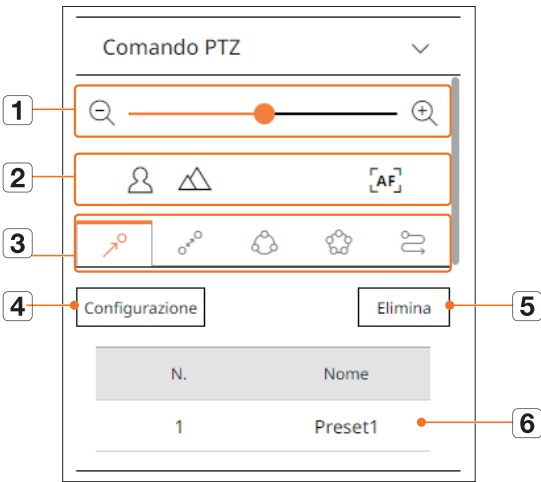 Comando PTZ
1
2
AF
3
4
Configurazione
Elimina
5
N.
Nome
1
Preset1
6